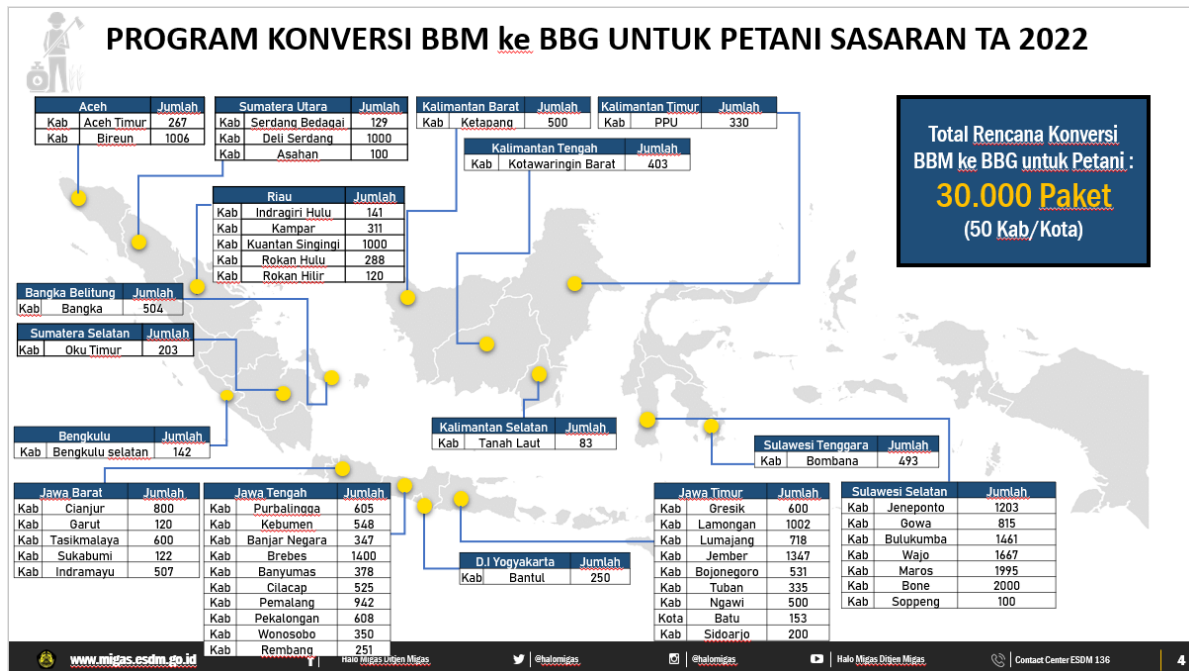 PROGRAM KONVERSI BBM ke BBG UNTUK PETANI SASARAN TA 2022
Aceh Jumlah
Kab Aceh Timur 267
Kab Bireun 1006
Sumatera Utara Jumlah
Kab Serdang Bedagai 129
Kab Deli Serdang 1000
Kab Asahan 100
Kalimantan Barat Jumlah
Kab Ketapang 500
Kalimantan Timur Jumlah
Kab PPU 330
Kalimantan Tengah Jumlah
Kab Kotawaringin Barat 403
Total Rencana Konversi
BBM ke BBG untuk Petani :
30.000 Paket
(50 Kab/Kota)
Riau Jumlah
Kab Indragiri Hulu 141
Kab Kampar 311
Kab Kuantan Singingi 1000
Kab Rokan Hulu 288
Kab Rokan Hilir 120
Bangka Belitung Jumlah
Kab Bangka 504
Sumatera Selatan Jumlah
Kab Oku Timur 203
Bengkulu Jumlah
Kab Bengkulu selatan 142
Kalimantan Selatan Jumlah
Kab Tanah Laut 83
Sulawesi Tenggara Jumlah
Kab Bombana 493
Jawa Barat Jumlah
Kab Cianjur 800
Kab Garut 120
Kab Tasikmalaya 600
Kab Sukabumi 122
Kab Indramayu 507
Jawa Tengah Jumlah
Kab Purbalingga 605
Kab Kebumen 548
Kab Banjar Negara 347
Kab Brebes 1400
Kab Banyumas 378
Kab Cilacap 525
Kab Pemalang 942
Kab Pekalongan 608
Kab Wonosobo 350
Kab Rembang 251
D.I Yogyakarta Jumlah
Kab Bantul 250
Jawa Timur Jumlah
Kab Gresik 600
Kab Lamongan 1002
Kab Lumajang 718
Kab Jember 1347
Kab Bojonegoro 531
Kab Tuban 335
Kab Ngawi 500
Kota Batu 153
Kab Sidoarjo 200
Sulawesi Selatan Jumlah
Kab Jeneponto 1203
Kab Gowa 815
Kab Bulukumba 1461
Kab Wajo 1667
Kab Maros 1995
Kab Bone 2000
Kab Soppeng 100
www.migas.esdm.go.id
Halo Migas Ditjen Migas
@halomigas
@halomigas
Halo Migas Ditjen Migas
Contact Center ESDM 136
4